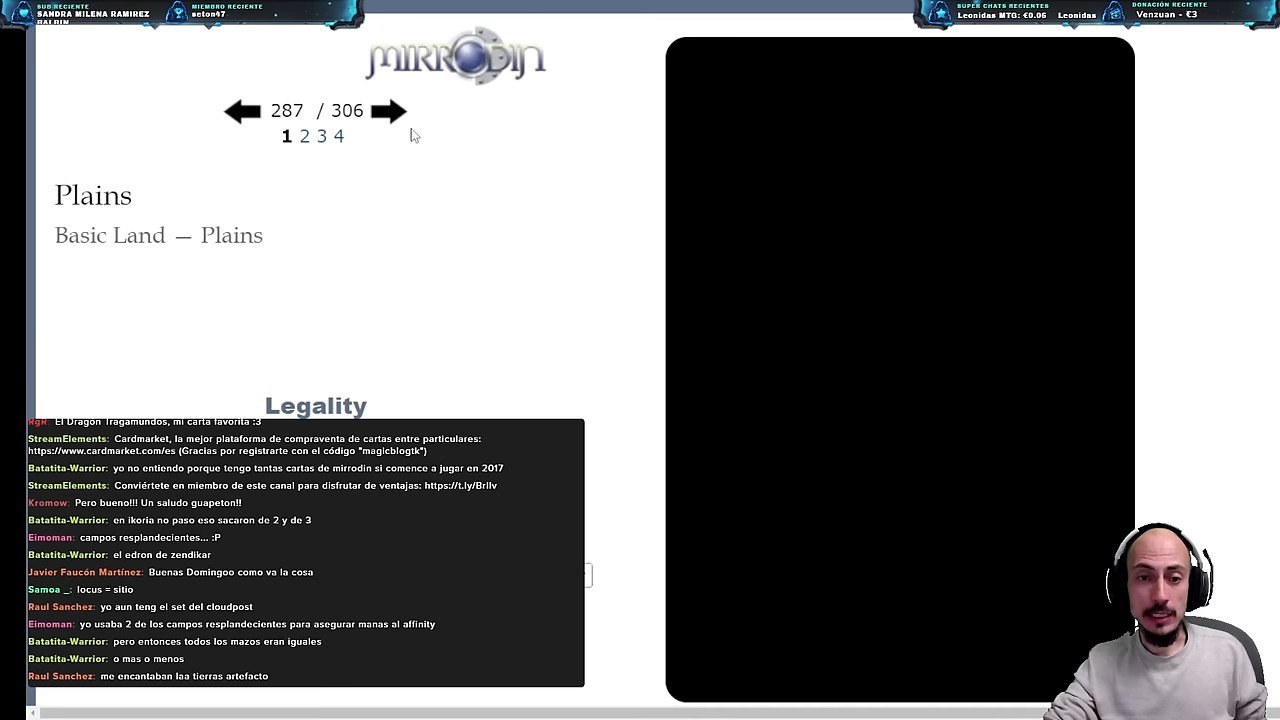 SUB RECIENTE
SANDRA MILENA RAMIREZ
BALBIN
MIEMBRO RECIENTE
seton47
SUPER CHATS RECIENTES
Leonidas MTG: €0.06 Leonidas
DONACIÓN RECIENTE
Venzuan - €3
MIRRODIN
287 / 306
1 2 3 4
Plains
Basic Land — Plains
Legality
RgR: El Dragón Tragamundos, mi carta favorita :3
StreamElements: Cardmarket, la mejor plataforma de compraventa de cartas entre particulares:
https://www.cardmarket.com/es (Gracias por registrarte con el código "magicblogtk")
Batatita-Warrior: yo no entiendo porque tengo tantas cartas de mirrodin si comence a jugar en 2017
StreamElements: Conviértete en miembro de este canal para disfrutar de ventajas: https://t.ly/BrIlv
Kromow: Pero bueno!!! Un saludo guapeton!!
Batatita-Warrior: en ikoria no paso eso sacaron de 2 y de 3
Eimoman: campos resplandecientes... :P
Batatita-Warrior: el edron de zendikar
Javier Faucón Martínez: Buenas Domingoo como va la cosa
Samoa _: locus = sitio
Raul Sanchez: yo aun teng el set del cloudpost
Eimoman: yo usaba 2 de los campos resplandecientes para asegurar manas al affinity
Batatita-Warrior: pero entonces todos los mazos eran iguales
Batatita-Warrior: o mas o menos
Raul Sanchez: me encantaban laa tierras artefacto